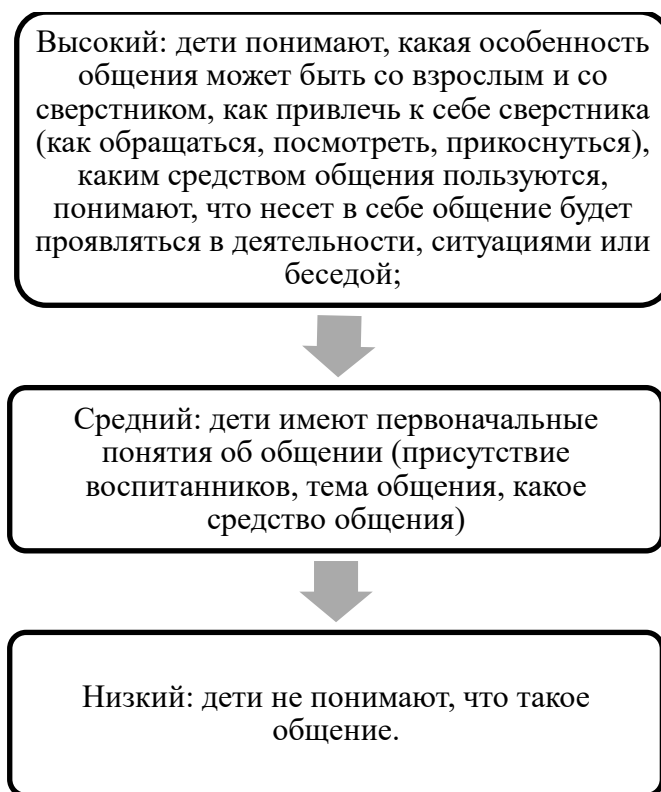 Высокий: дети понимают, какая особенность
общения может быть со взрослым и со
сверстником, как привлечь к себе сверстника
(как обращаться, посмотреть, прикоснуться),
каким средством общения пользуются,
понимают, что несет в себе общение будет
проявляться в деятельности, ситуациями или
беседой;
Средний: дети имеют первоначальные
понятия об общении (присутствие
воспитанников, тема общения, какое
средство общения)
Низкий: дети не понимают, что такое
общение.